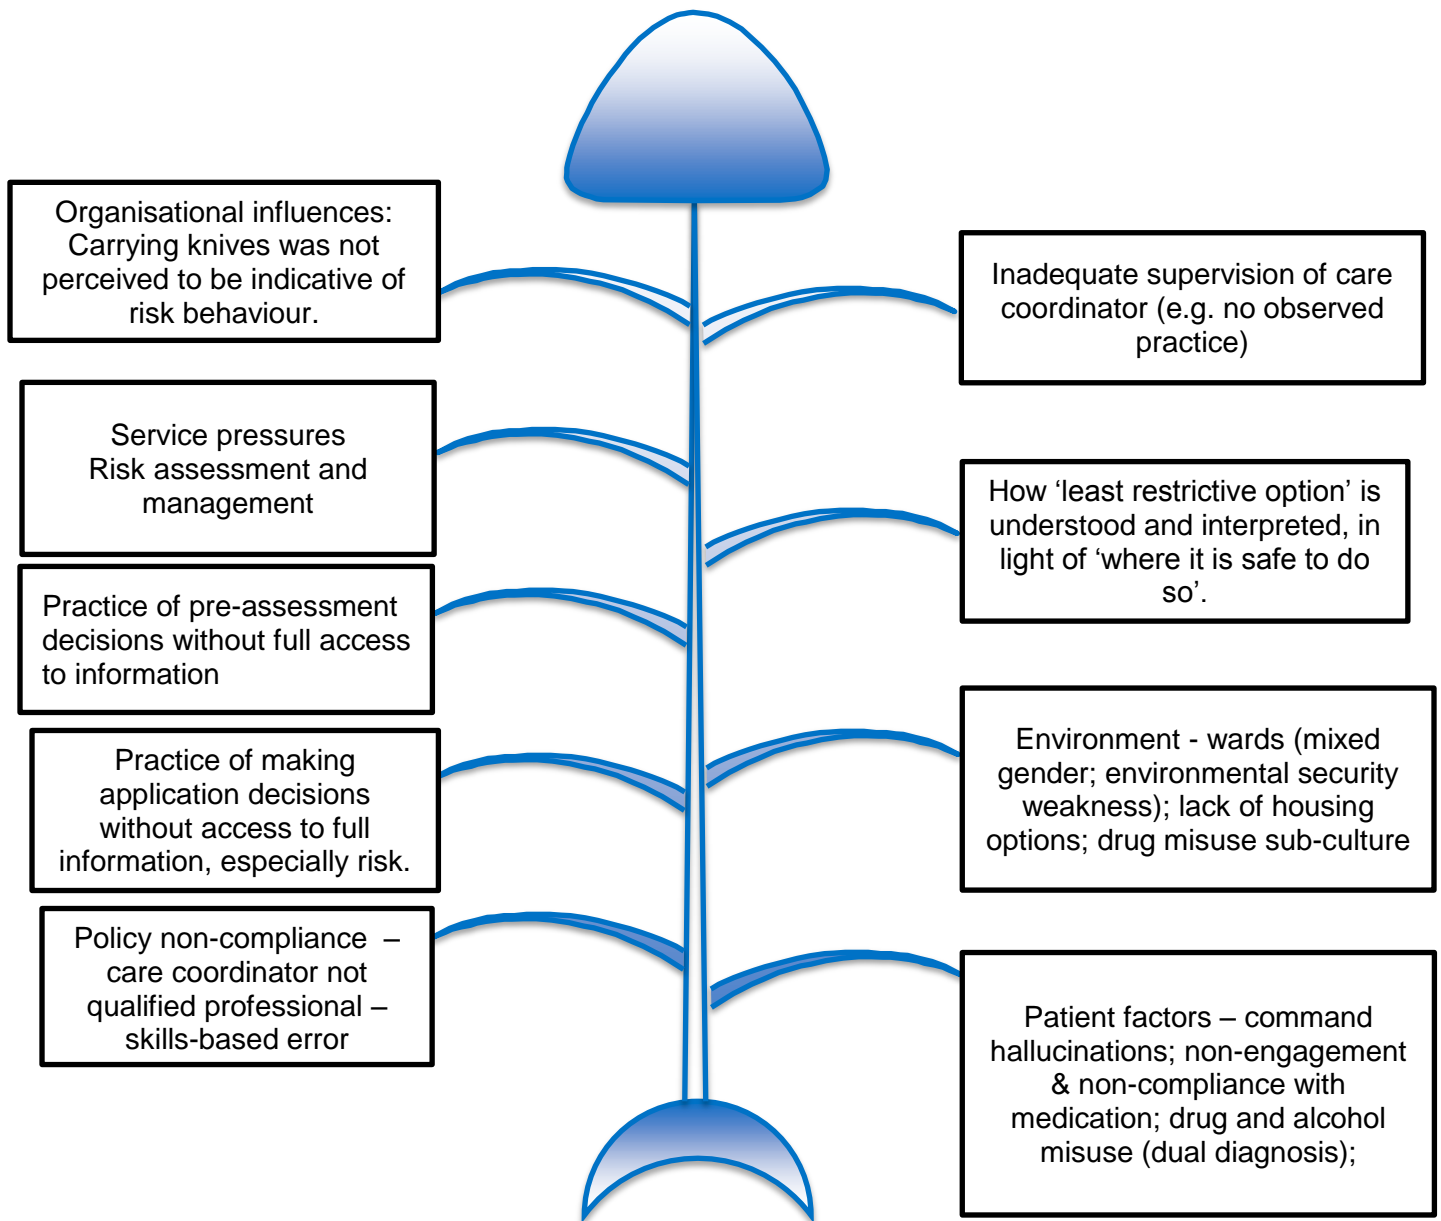 Organisational influences:
Carrying knives was not
perceived to be indicative of
risk behaviour.
Service pressures
Risk assessment and
management
Practice of pre-assessment
decisions without full access
to information
Practice of making
application decisions
without access to full
information, especially risk.
Policy non-compliance –
care coordinator not
qualified professional –
skills-based error
Inadequate supervision of care
coordinator (e.g. no observed
practice)
How ‘least restrictive option’ is
understood and interpreted, in
light of ‘where it is safe to do
so’.
Environment - wards (mixed
gender; environmental security
weakness); lack of housing
options; drug misuse sub-culture
Patient factors – command
hallucinations; non-engagement
& non-compliance with
medication; drug and alcohol
misuse (dual diagnosis);